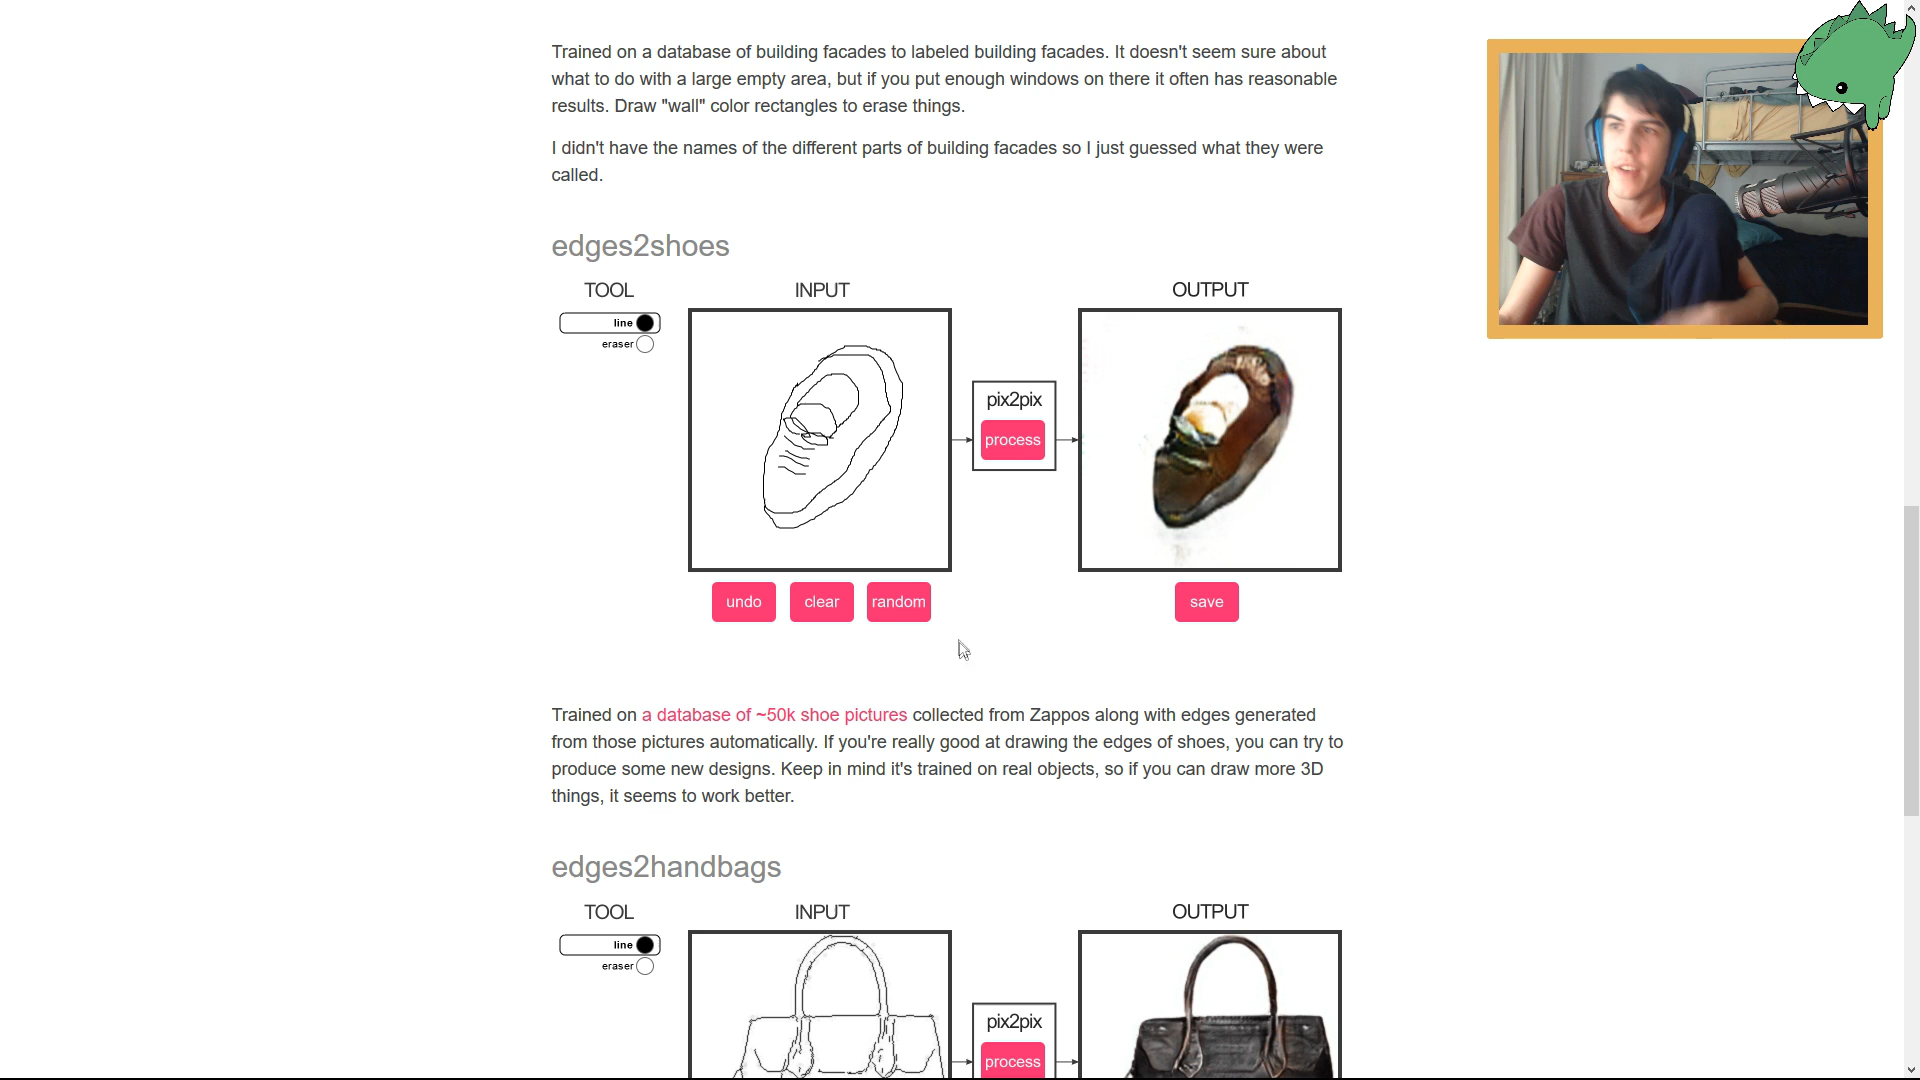 Trained on a database of building facades to labeled building facades. It doesn't seem sure about
what to do with a large empty area, but if you put enough windows on there it often has reasonable
results. Draw "wall" color rectangles to erase things.
I didn't have the names of the different parts of building facades so I just guessed what they were
called.
edges2shoes
TOOL
INPUT
OUTPUT
line
eraser
pix2pix
process
undo
clear
random
save
Trained on a database of ~50k shoe pictures collected from Zappos along with edges generated
from those pictures automatically. If you're really good at drawing the edges of shoes, you can try to
produce some new designs. Keep in mind it's trained on real objects, so if you can draw more 3D
things, it seems to work better.
edges2handbags
TOOL
INPUT
OUTPUT
line
eraser
pix2pix
process